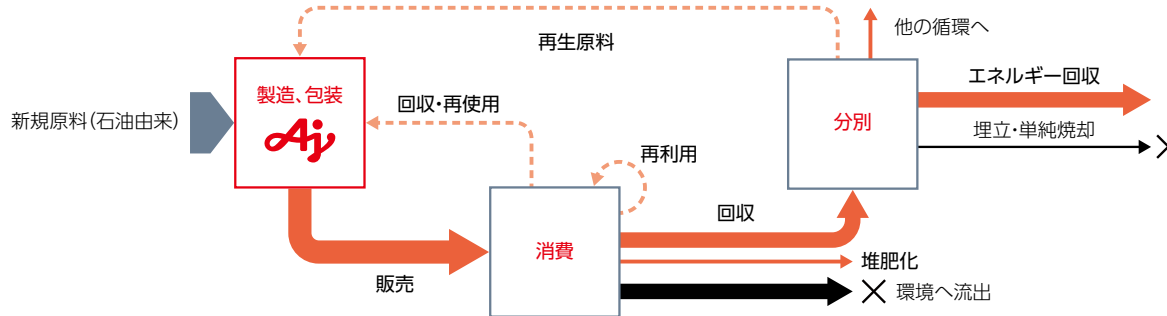 他の循環へ
再生原料
エネルギー回収
製造、包装
回収・再使用
Aj
新規原料(石油由来)
分別
埋立・単純焼却
再利用
回収
消費
堆肥化
販売
環境へ流出